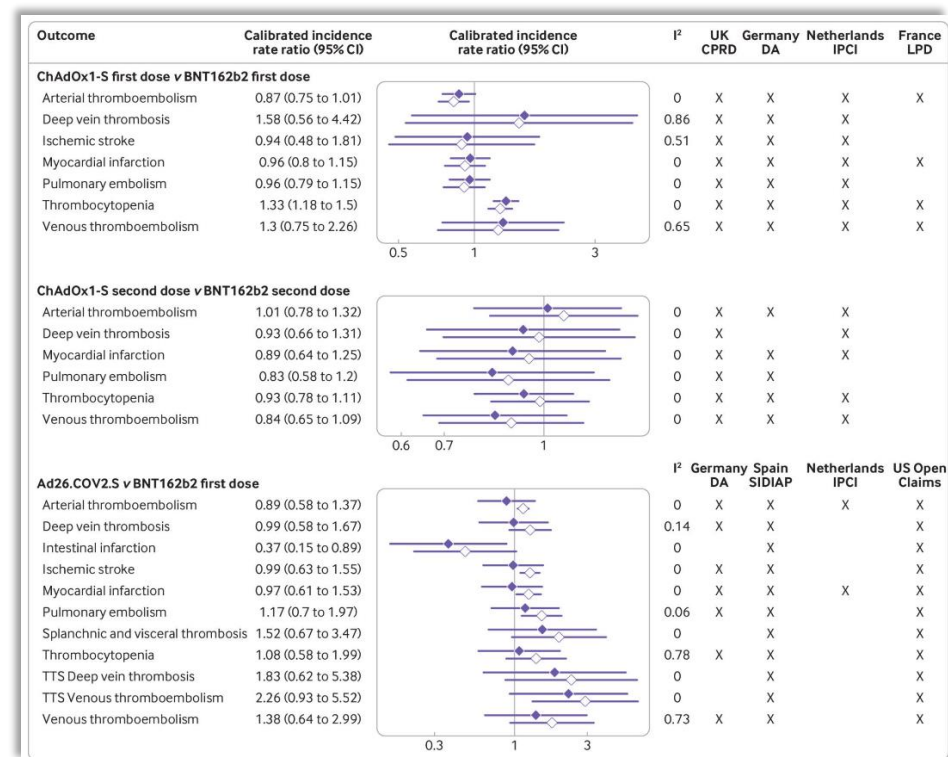 Outcome Calibrated incidence rate ratio (95% CI) Calibrated incidence rate ratio (95% CI) I² UK CPRD Germany DA Netherlands IPCI France LPD
ChAdOx1-S first dose v BNT162b2 first dose
Arterial thromboembolism 0.87 (0.75 to 1.01) 0 X X X X
Deep vein thrombosis 1.58 (0.56 to 4.42) 0.86 X X X
Ischemic stroke 0.94 (0.48 to 1.81) 0.51 X X X
Myocardial infarction 0.96 (0.8 to 1.15) 0 X X X X
Pulmonary embolism 0.96 (0.79 to 1.15) 0 X X X
Thrombocytopenia 1.33 (1.18 to 1.5) 0 X X X X
Venous thromboembolism 1.3 (0.75 to 2.26) 0.65 X X X X
0.5 1 3
ChAdOx1-S second dose v BNT162b2 second dose
Arterial thromboembolism 1.01 (0.78 to 1.32) 0 X X X
Deep vein thrombosis 0.93 (0.66 to 1.31) 0 X X
Myocardial infarction 0.89 (0.64 to 1.25) 0 X X X
Pulmonary embolism 0.83 (0.58 to 1.2) 0 X X
Thrombocytopenia 0.93 (0.78 to 1.11) 0 X X X
Venous thromboembolism 0.84 (0.65 to 1.09) 0 X X X
0.6 0.7 1
I² Germany DA Spain SIDIAP Netherlands IPCI US Open Claims
Ad26.COV2.S v BNT162b2 first dose
Arterial thromboembolism 0.89 (0.58 to 1.37) 0 X X X X
Deep vein thrombosis 0.99 (0.58 to 1.67) 0.14 X X X
Intestinal infarction 0.37 (0.15 to 0.89) 0 X X
Ischemic stroke 0.99 (0.63 to 1.55) 0 X X X
Myocardial infarction 0.97 (0.61 to 1.53) 0 X X X X
Pulmonary embolism 1.17 (0.7 to 1.97) 0.06 X X X
Splanchnic and visceral thrombosis 1.52 (0.67 to 3.47) 0 X X
Thrombocytopenia 1.08 (0.58 to 1.99) 0.78 X X X
TTS Deep vein thrombosis 1.83 (0.62 to 5.38) 0 X X
TTS Venous thromboembolism 2.26 (0.93 to 5.52) 0 X X
Venous thromboembolism 1.38 (0.64 to 2.99) 0.73 X X X
0.3 1 3